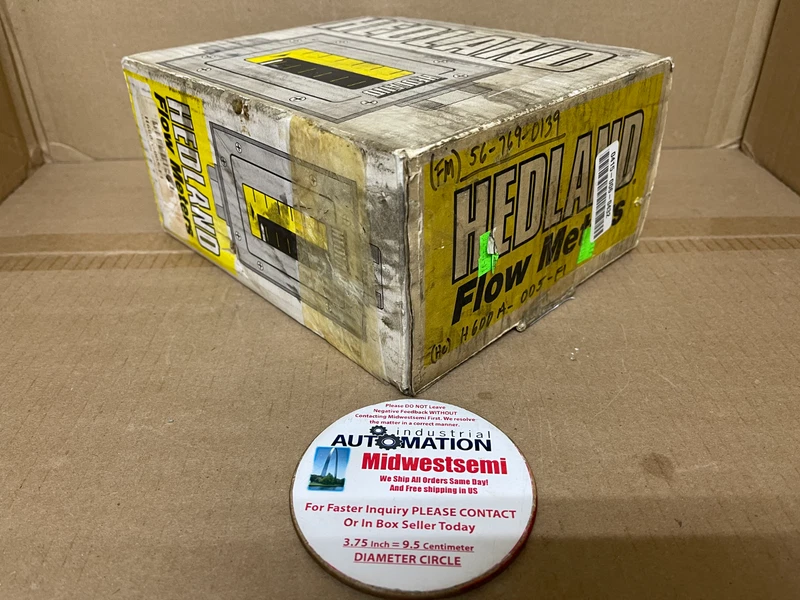 HEDLAND
HEDLAND
Flow Meters
(FM) 56-769-0139
HEDLAND
Flow Meters
(HE) H600A-005-F1
Please DO NOT Leave
Negative Feedback WITHOUT
Contacting Midwestsemi First. We resolve
the matter in a correct manner.
industrial
AUTOMATION
Midwestsemi
We Ship All Orders Same Day!
And Free shipping in US
For Faster Inquiry PLEASE CONTACT
Or In Box Seller Today
3.75 Inch = 9.5 Centimeter
DIAMETER CIRCLE